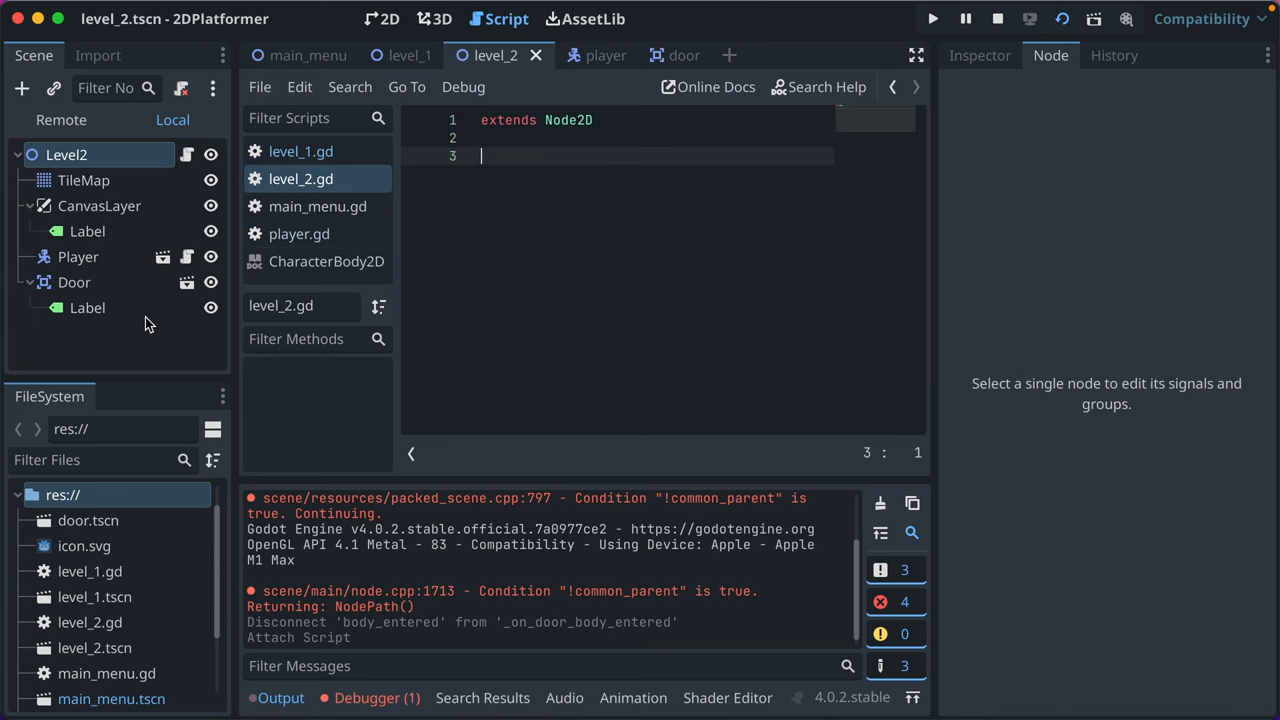 level_2.tscn - 2DPlatformer
2D
3D
Script
AssetLib
Compatibility
Scene
Import
Filter No
Remote
Local
Level2
TileMap
CanvasLayer
Label
Player
Door
Label
FileSystem
res://
Filter Files
res://
door.tscn
icon.svg
level_1.gd
level_1.tscn
level_2.gd
level_2.tscn
main_menu.gd
main_menu.tscn
main_menu
level_1
level_2
player
door
File
Edit
Search
Go To
Debug
Online Docs
Search Help
Filter Scripts
level_1.gd
level_2.gd
main_menu.gd
player.gd
CharacterBody2D
level_2.gd
Filter Methods
1 extends Node2D
2
3
3 : 1
scene/resources/packed_scene.cpp:797 - Condition "!common_parent" is
true. Continuing.
Godot Engine v4.0.2.stable.official.7a0977ce2 - https://godotengine.org
OpenGL API 4.1 Metal - 83 - Compatibility - Using Device: Apple - Apple
M1 Max
scene/main/node.cpp:1713 - Condition "!common_parent" is true.
Returning: NodePath()
Disconnect 'body_entered' from '_on_door_body_entered'
Attach Script
3
4
0
3
Filter Messages
Output
Debugger (1)
Search Results
Audio
Animation
Shader Editor
4.0.2.stable
Inspector
Node
History
Select a single node to edit its signals and
groups.